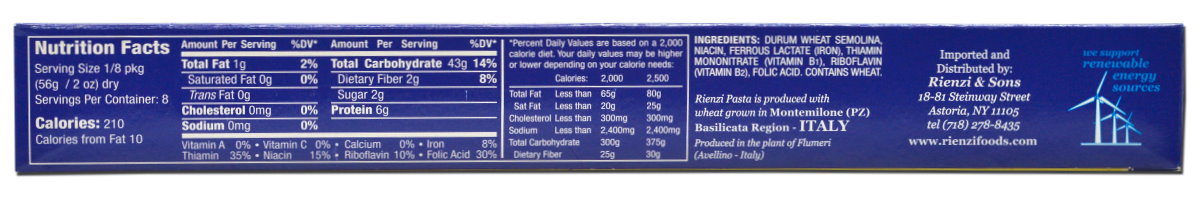 Nutrition Facts
Serving Size 1/8 pkg
(56g / 2 oz) dry
Servings Per Container: 8
Calories: 210
Calories from Fat 10
Amount Per Serving %DV*
Total Fat 1g 2%
Saturated Fat 0g 0%
Trans Fat 0g
Cholesterol 0mg 0%
Sodium 0mg 0%
Amount Per Serving %DV*
Total Carbohydrate 43g 14%
Dietary Fiber 2g 8%
Sugar 2g
Protein 6g
Vitamin A 0% • Vitamin C 0% • Calcium 0% • Iron 8%
Thiamin 35% • Niacin 15% • Riboflavin 10% • Folic Acid 30%
*Percent Daily Values are based on a 2,000
calorie diet. Your daily values may be higher
or lower depending on your calorie needs:
Calories: 2,000 2,500
Total Fat Less than 65g 80g
Sat Fat Less than 20g 25g
Cholesterol Less than 300mg 300mg
Sodium Less than 2,400mg 2,400mg
Total Carbohydrate 300g 375g
Dietary Fiber 25g 30g
INGREDIENTS: DURUM WHEAT SEMOLINA,
NIACIN, FERROUS LACTATE (IRON), THIAMIN
MONONITRATE (VITAMIN B1), RIBOFLAVIN
(VITAMIN B2), FOLIC ACID. CONTAINS WHEAT.
Rienzi Pasta is produced with
wheat grown in Montemilone (PZ)
Basilicata Region - ITALY
Produced in the plant of Flumeri
(Avellino - Italy)
Imported and
Distributed by:
Rienzi & Sons
18-81 Steinway Street
Astoria, NY 11105
tel (718) 278-8435
www.rienzifoods.com
we support
renewable
energy
sources